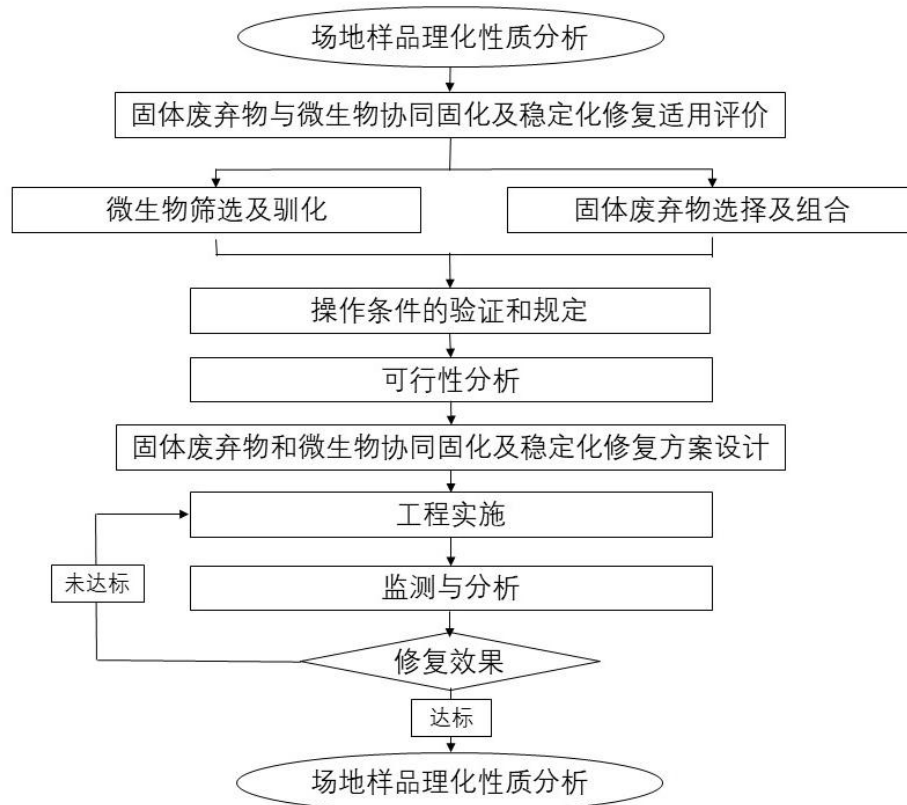 场地样品理化性质分析
固体废弃物与微生物协同固化及稳定化修复适用评价
微生物筛选及驯化
固体废弃物选择及组合
操作条件的验证和规定
可行性分析
固体废弃物和微生物协同固化及稳定化修复方案设计
工程实施
未达标
监测与分析
修复效果
达标
场地样品理化性质分析